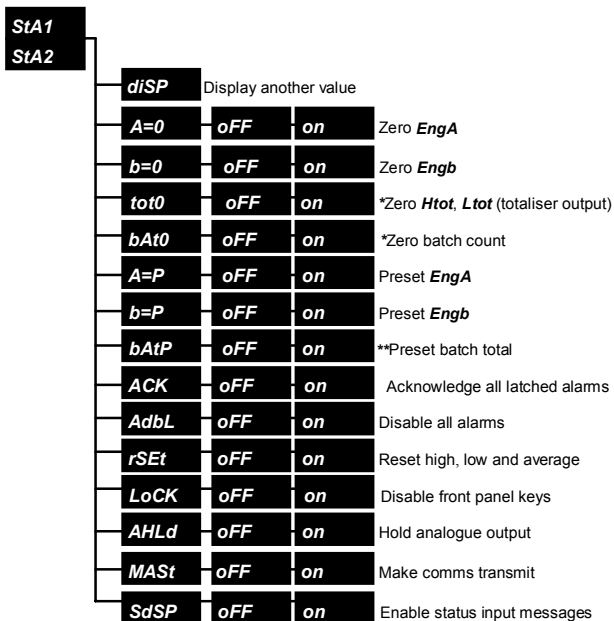 StA1
StA2
diSP Display another value
A=0 oFF on Zero EngA
b=0 oFF on Zero Engb
tot0 oFF on *Zero Htot, Ltot (totaliser output)
bAt0 oFF on *Zero batch count
A=P oFF on Preset EngA
b=P oFF on Preset Engb
bAtP oFF on **Preset batch total
ACK oFF on Acknowledge all latched alarms
AdbL oFF on Disable all alarms
rSEt oFF on Reset high, low and average
LoCK oFF on Disable front panel keys
AHLd oFF on Hold analogue output
MASt oFF on Make comms transmit
SdSP oFF on Enable status input messages